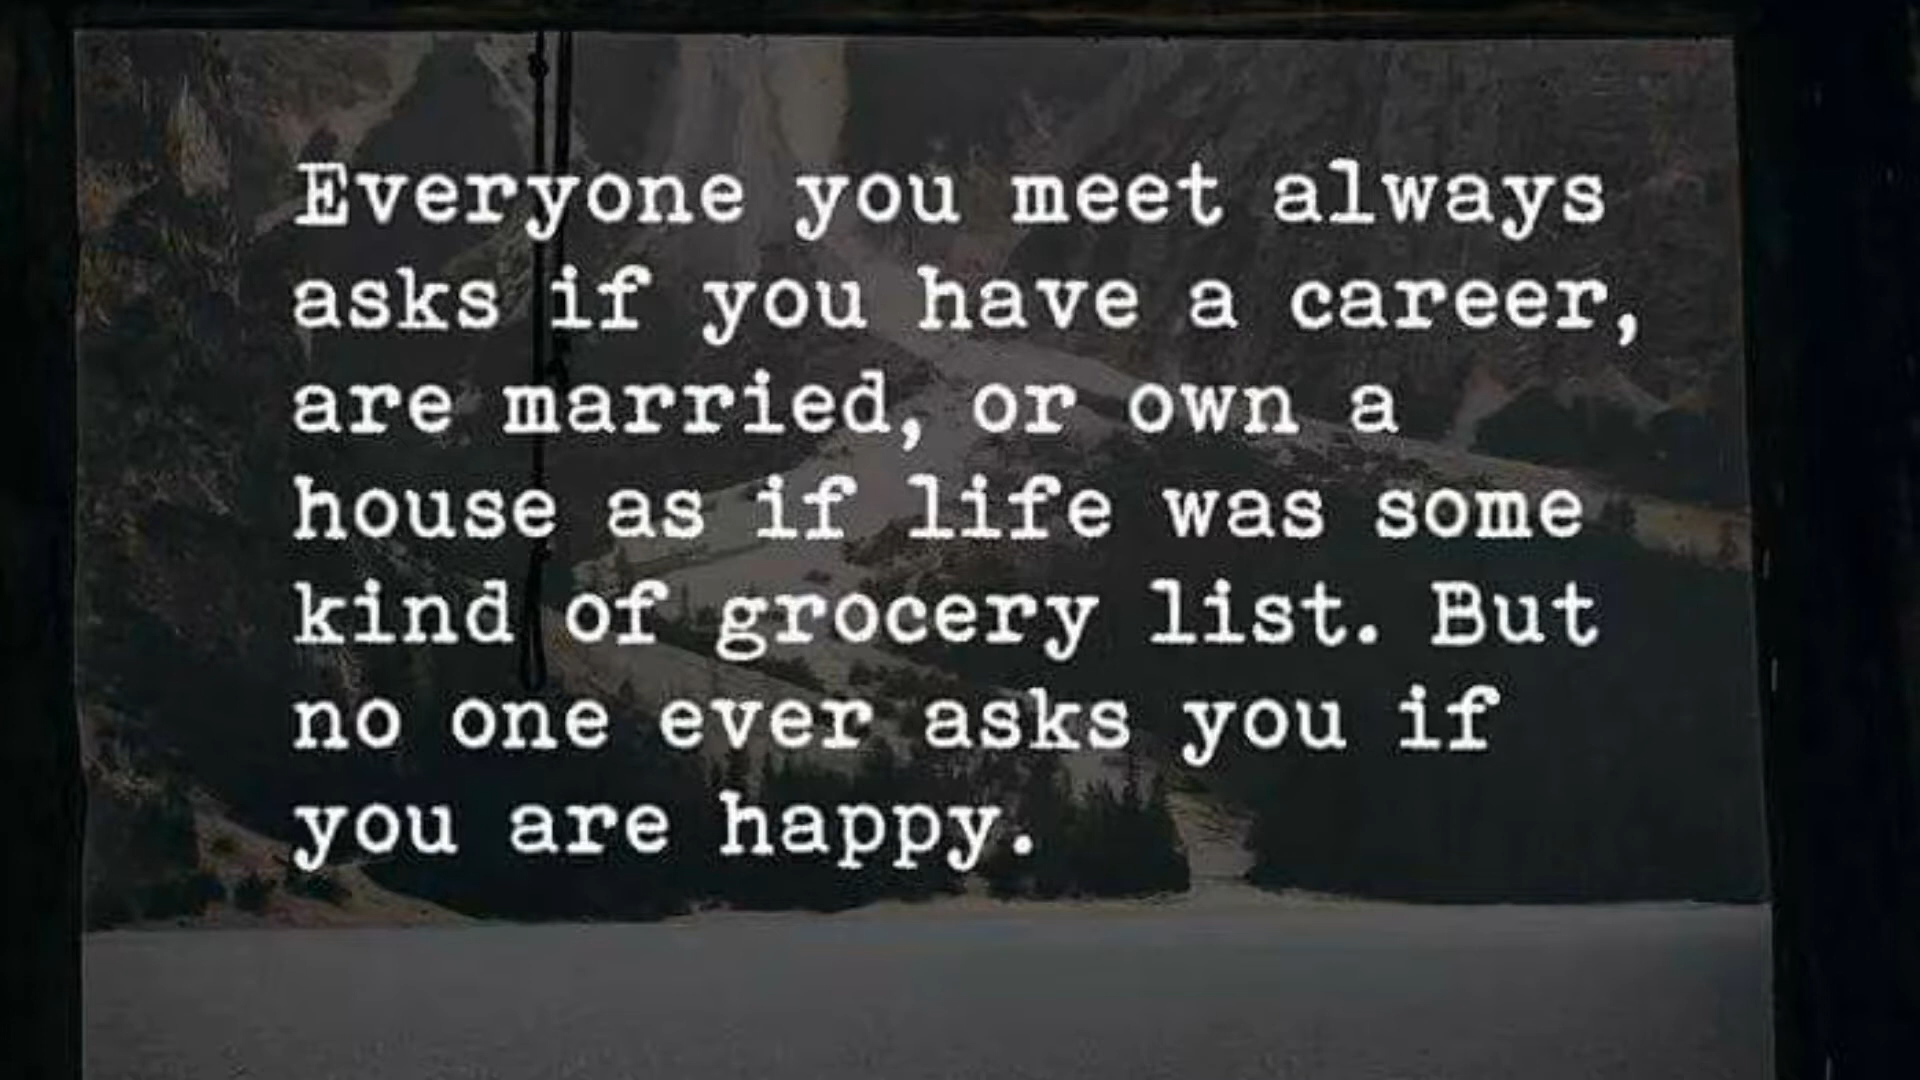 Everyone you meet always
asks if you have a career,
are married, or own a
house as if life was some
kind of grocery list. But
no one ever asks you if
you are happy.